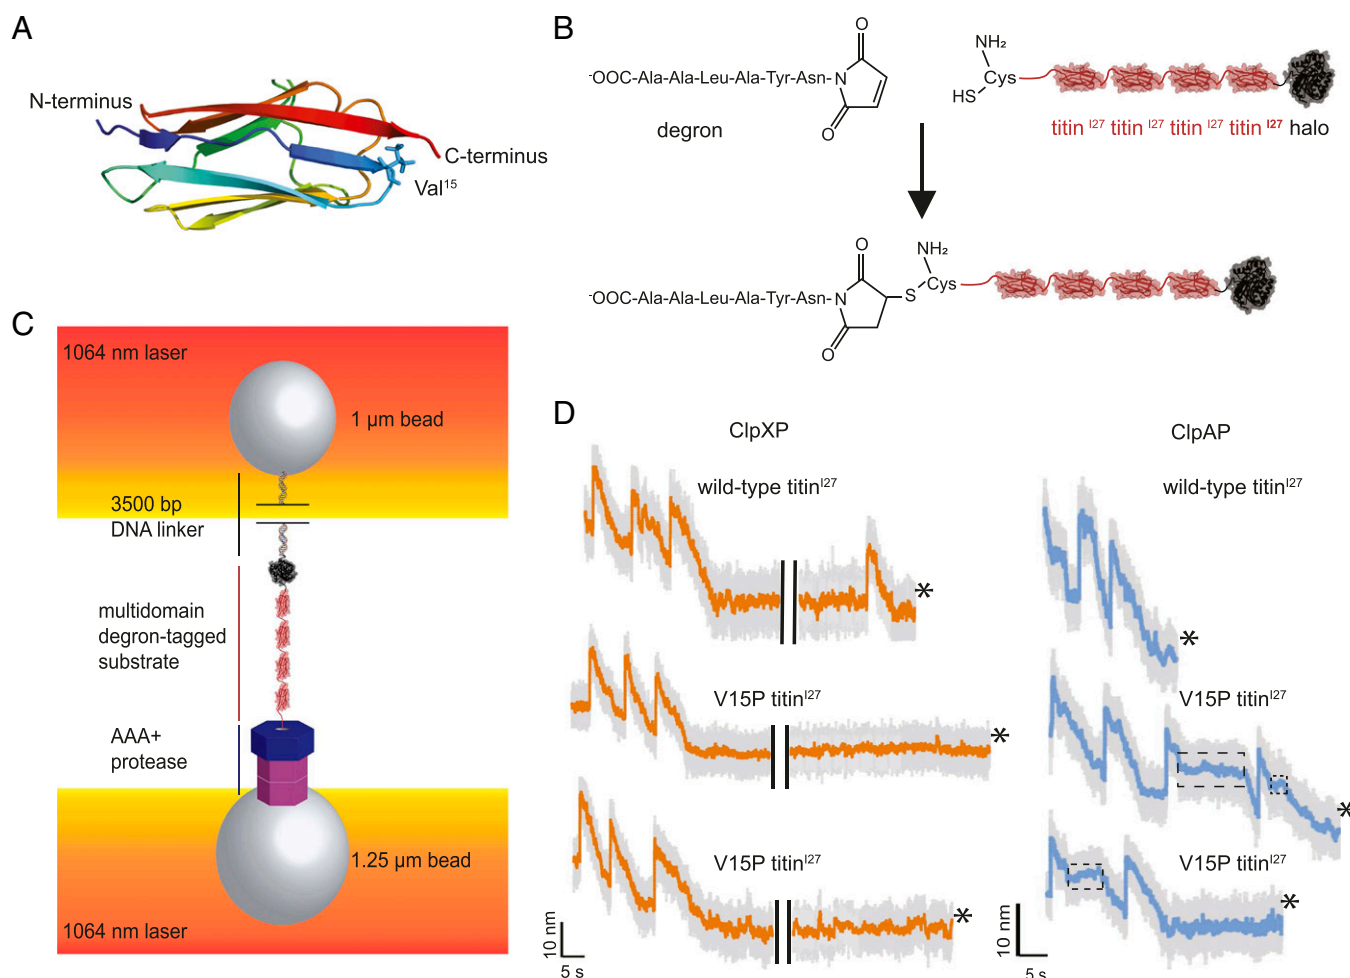 A
N-terminus
C-terminus
Val15
B
-OOC-Ala-Ala-Leu-Ala-Tyr-Asn-N
O
O
degron
NH2
Cys
HS
titin I27 titin I27 titin I27 titin I27 halo
-OOC-Ala-Ala-Leu-Ala-Tyr-Asn-N
O
O
S
NH2
Cys
C
1064 nm laser
1 µm bead
3500 bp
DNA linker
multidomain
degron-tagged
substrate
AAA+
protease
1.25 µm bead
1064 nm laser
D
ClpXP
wild-type titinI27
*
V15P titinI27
*
V15P titinI27
*
10 nm
5 s
ClpAP
wild-type titinI27
*
V15P titinI27
*
V15P titinI27
*
10 nm
5 s